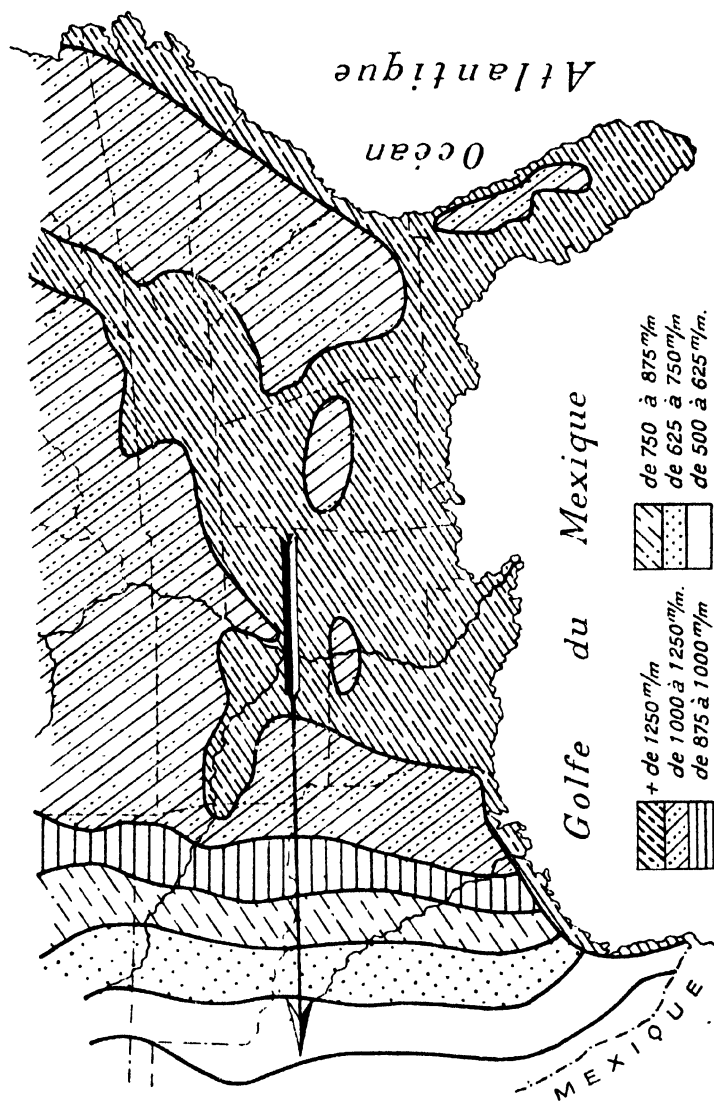 Océan
Atlantique
Golfe du Mexique
MEXIQUE
+ de 1250 m/m
de 1000 à 1250 m/m.
de 875 à 1000 m/m
de 750 à 875 m/m
de 625 à 750 m/m
de 500 à 625 m/m.